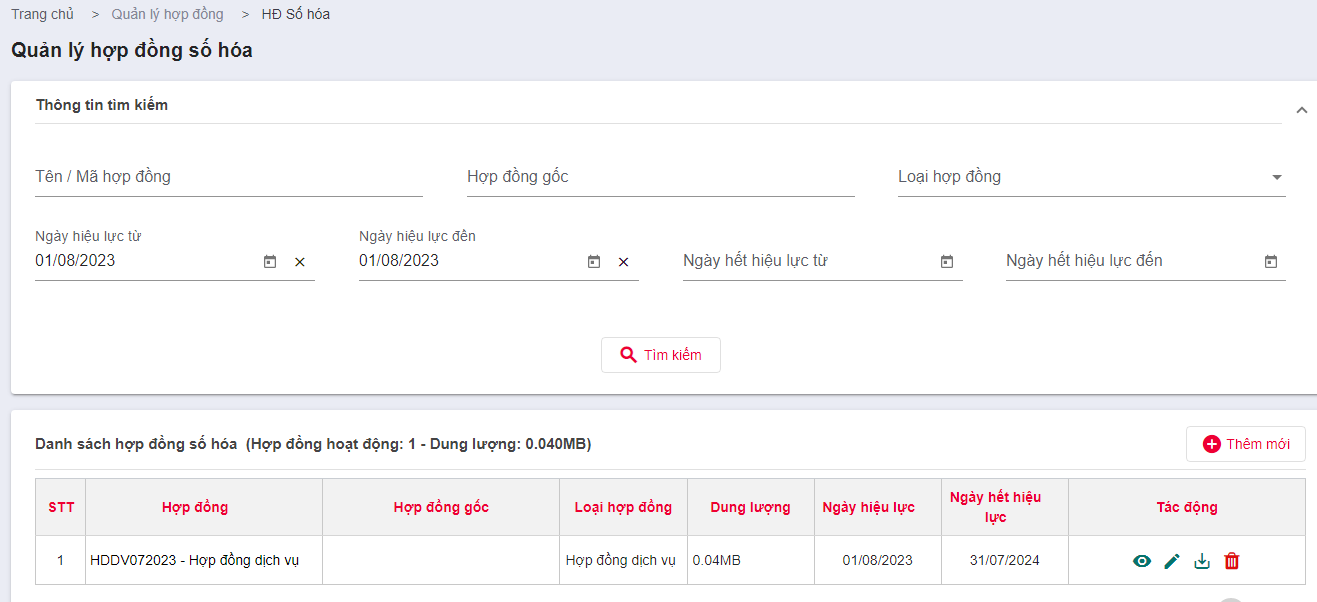 Trang chủ > Quản lý hợp đồng > HĐ Số hóa
Quản lý hợp đồng số hóa
Thông tin tìm kiếm
Tên / Mã hợp đồng Hợp đồng gốc Loại hợp đồng
Ngày hiệu lực từ Ngày hiệu lực đến
01/08/2023 01/08/2023 Ngày hết hiệu lực từ Ngày hết hiệu lực đến
Tìm kiếm
Danh sách hợp đồng số hóa (Hợp đồng hoạt động: 1 - Dung lượng: 0.040MB) Thêm mới
STT Hợp đồng Hợp đồng gốc Loại hợp đồng Dung lượng Ngày hiệu lực Ngày hết hiệu
lực Tác động
1 HDDV072023 - Hợp đồng dịch vụ Hợp đồng dịch vụ 0.04MB 01/08/2023 31/07/2024